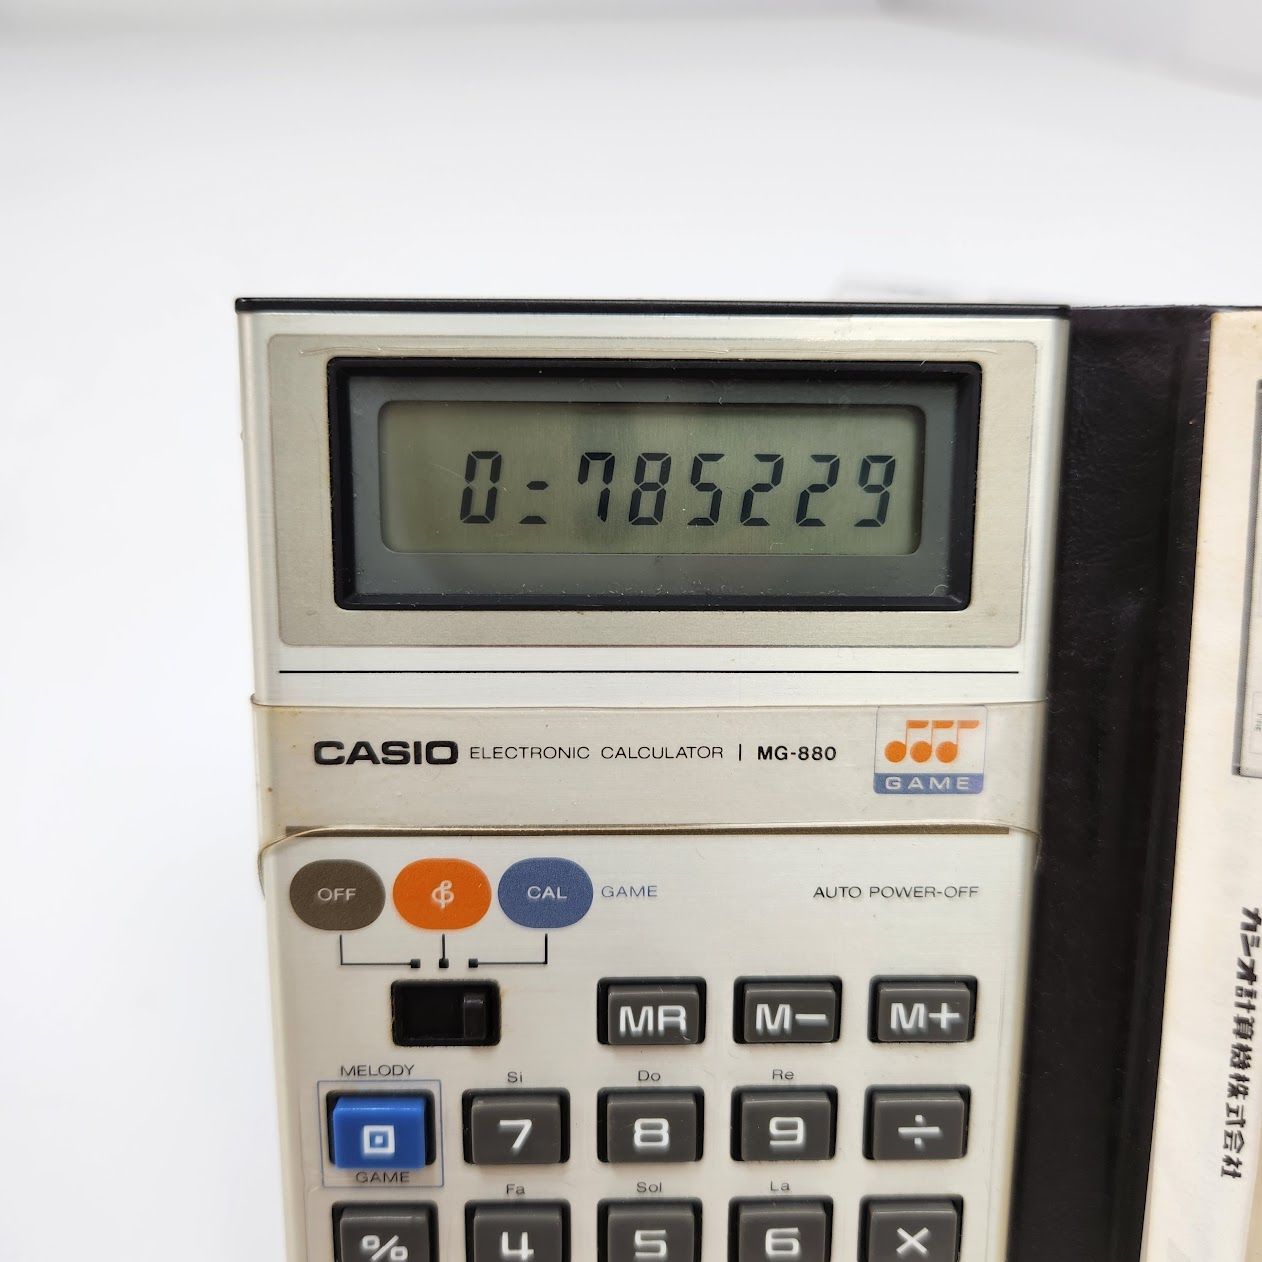 0=785229
CASIO ELECTRONIC CALCULATOR | MG-880
GAME
OFF CAL GAME AUTO POWER-OFF
MR M− M+
MELODY Si Do Re
7 8 9 ÷
GAME
Fa Sol La
% 4 5 6 ×
カシオ計算機株式会社